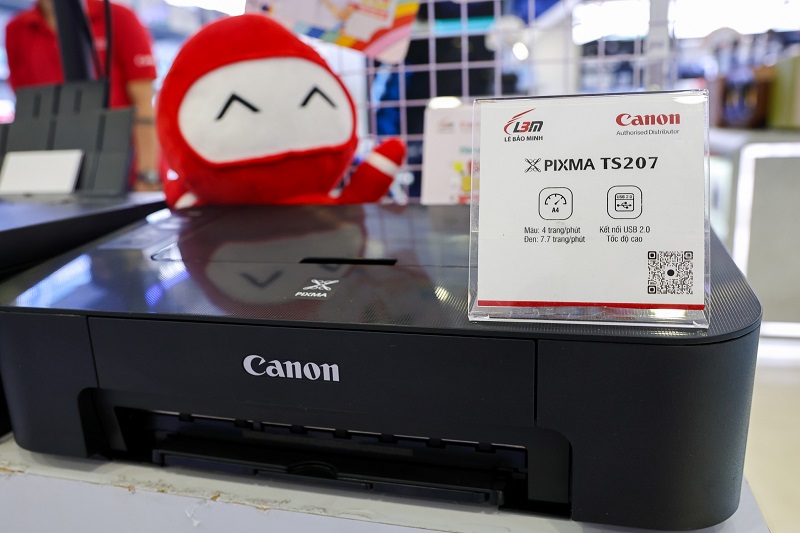 LBM
LÊ BẢO MINH
Canon
Authorised Distributor
PIXMA TS207
A4
USB 2.0
Màu: 4 trang/phút
Đen: 7.7 trang/phút
Kết nối USB 2.0
Tốc độ cao
PIXMA
Canon